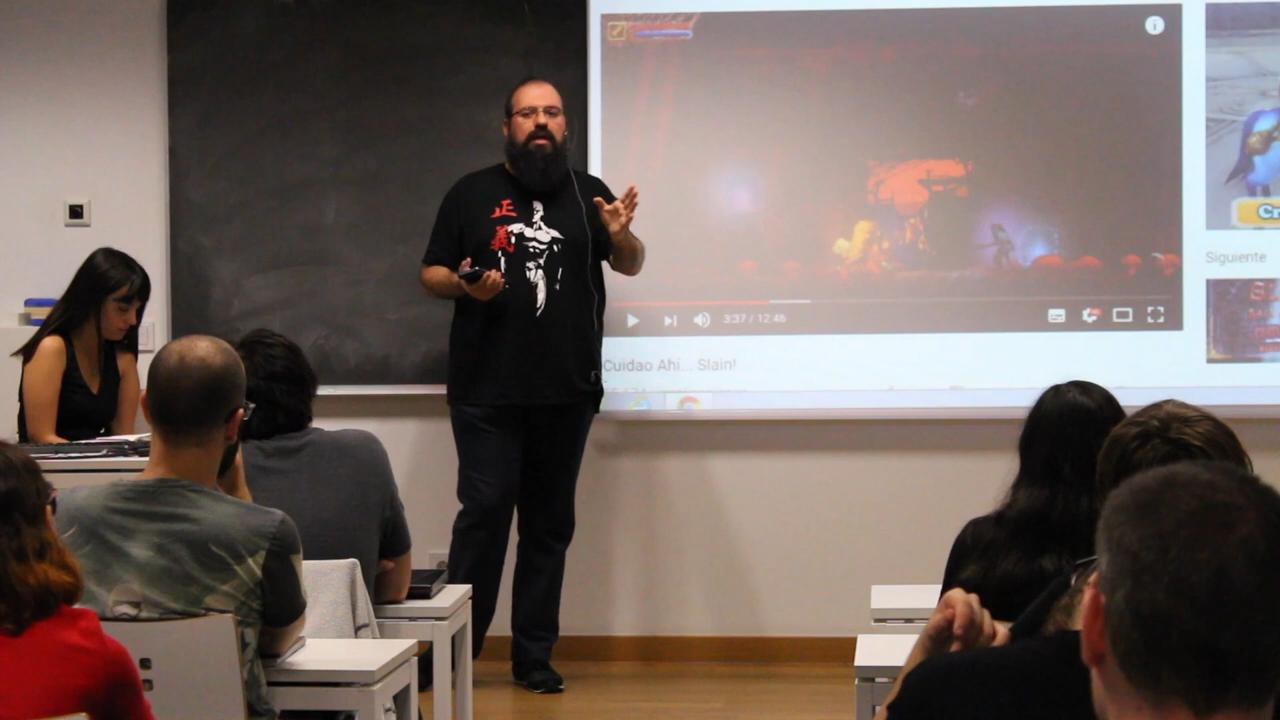 正
義
3:37 / 12:46
Cuidao Ahi... Slain!
Siguiente